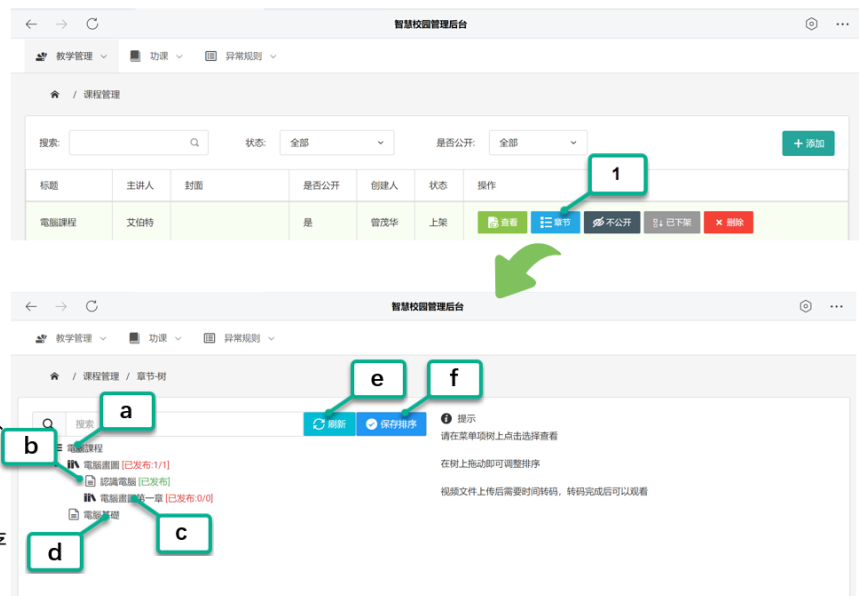 智慧校园管理后台
教学管理 功课 异常规则
/ 课程管理
搜索: 状态: 全部 是否公开: 全部 + 添加
1
标题 主讲人 封面 是否公开 创建人 状态 操作
電腦課程 艾伯特 是 曾茂华 上架 查看 章节 不公开 已下架 × 删除
智慧校园管理后台
教学管理 功课 异常规则
/ 课程管理 / 章节-树
e f
a
搜索 刷新 保存排序 提示
请在菜单项树上点击选择查看
b
電腦課程
電腦畫圖 [已发布:1/1] 在树上拖动即可调整排序
認識電腦 [已发布]
電腦畫圖第一章 [已发布:0/0] 视频文件上传后需要时间转码，转码完成后可以观看
電腦基礎
c
d